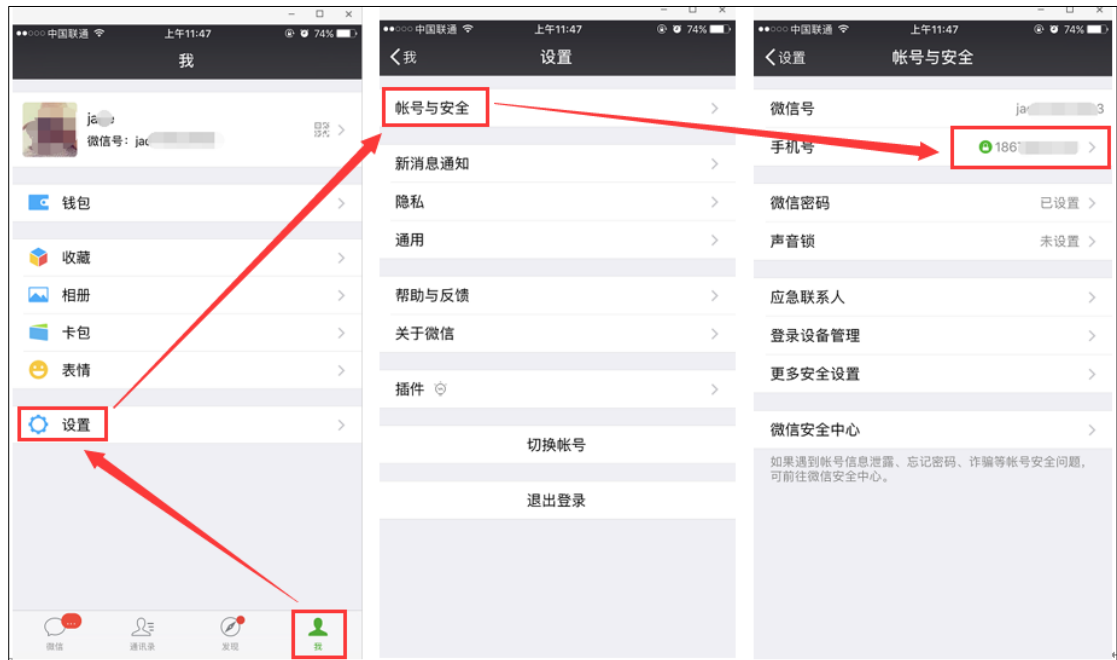 中国联通
上午11:47
74%
我
微信号：jac
钱包
收藏
相册
卡包
表情
设置
微信
通讯录
发现
我
中国联通
上午11:47
74%
我
设置
帐号与安全
新消息通知
隐私
通用
帮助与反馈
关于微信
插件
切换帐号
退出登录
中国联通
上午11:47
74%
设置
帐号与安全
微信号
3
手机号
186
微信密码
已设置
声音锁
未设置
应急联系人
登录设备管理
更多安全设置
微信安全中心
如果遇到帐号信息泄露、忘记密码、诈骗等帐号安全问题，
可前往微信安全中心。